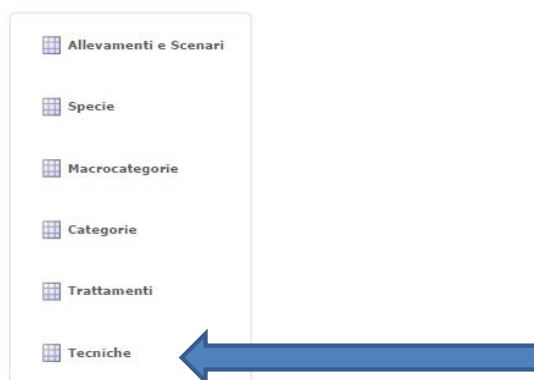 Allevamenti e Scenari
Specie
Macrocategorie
Categorie
Trattamenti
Tecniche